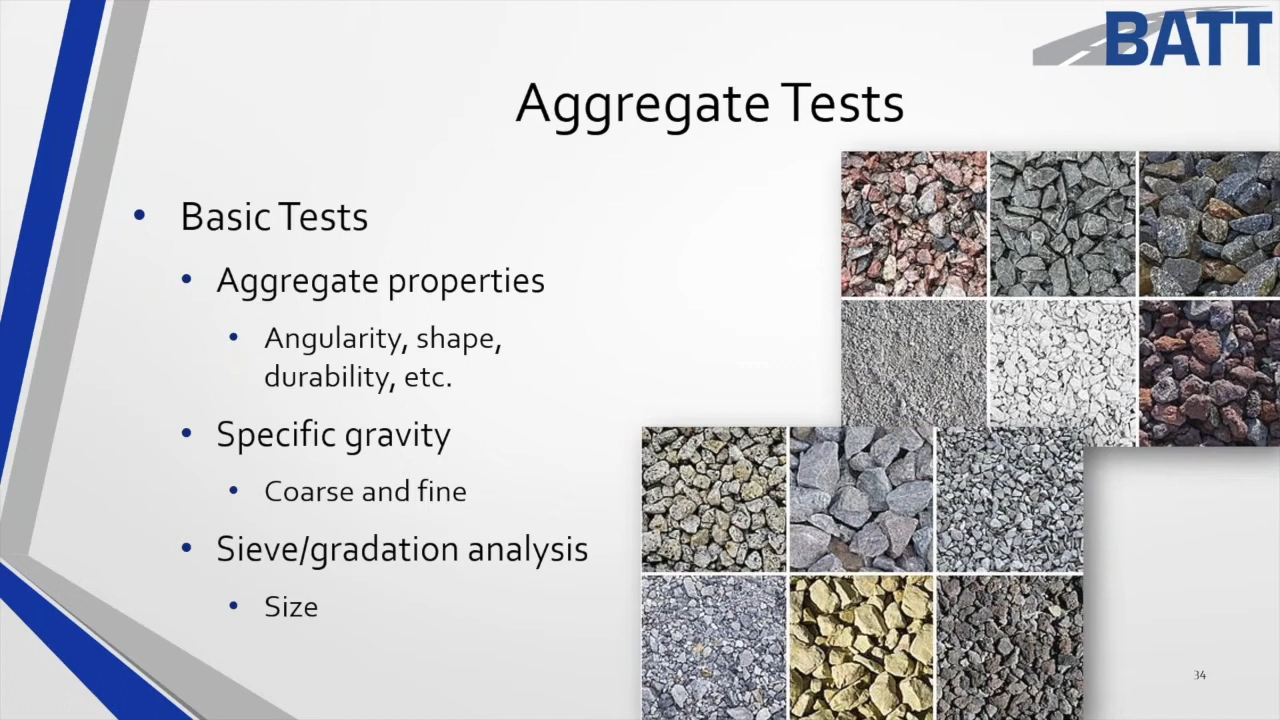 BATT
Aggregate Tests
• Basic Tests
• Aggregate properties
• Angularity, shape,
durability, etc.
• Specific gravity
• Coarse and fine
• Sieve/gradation analysis
• Size
34